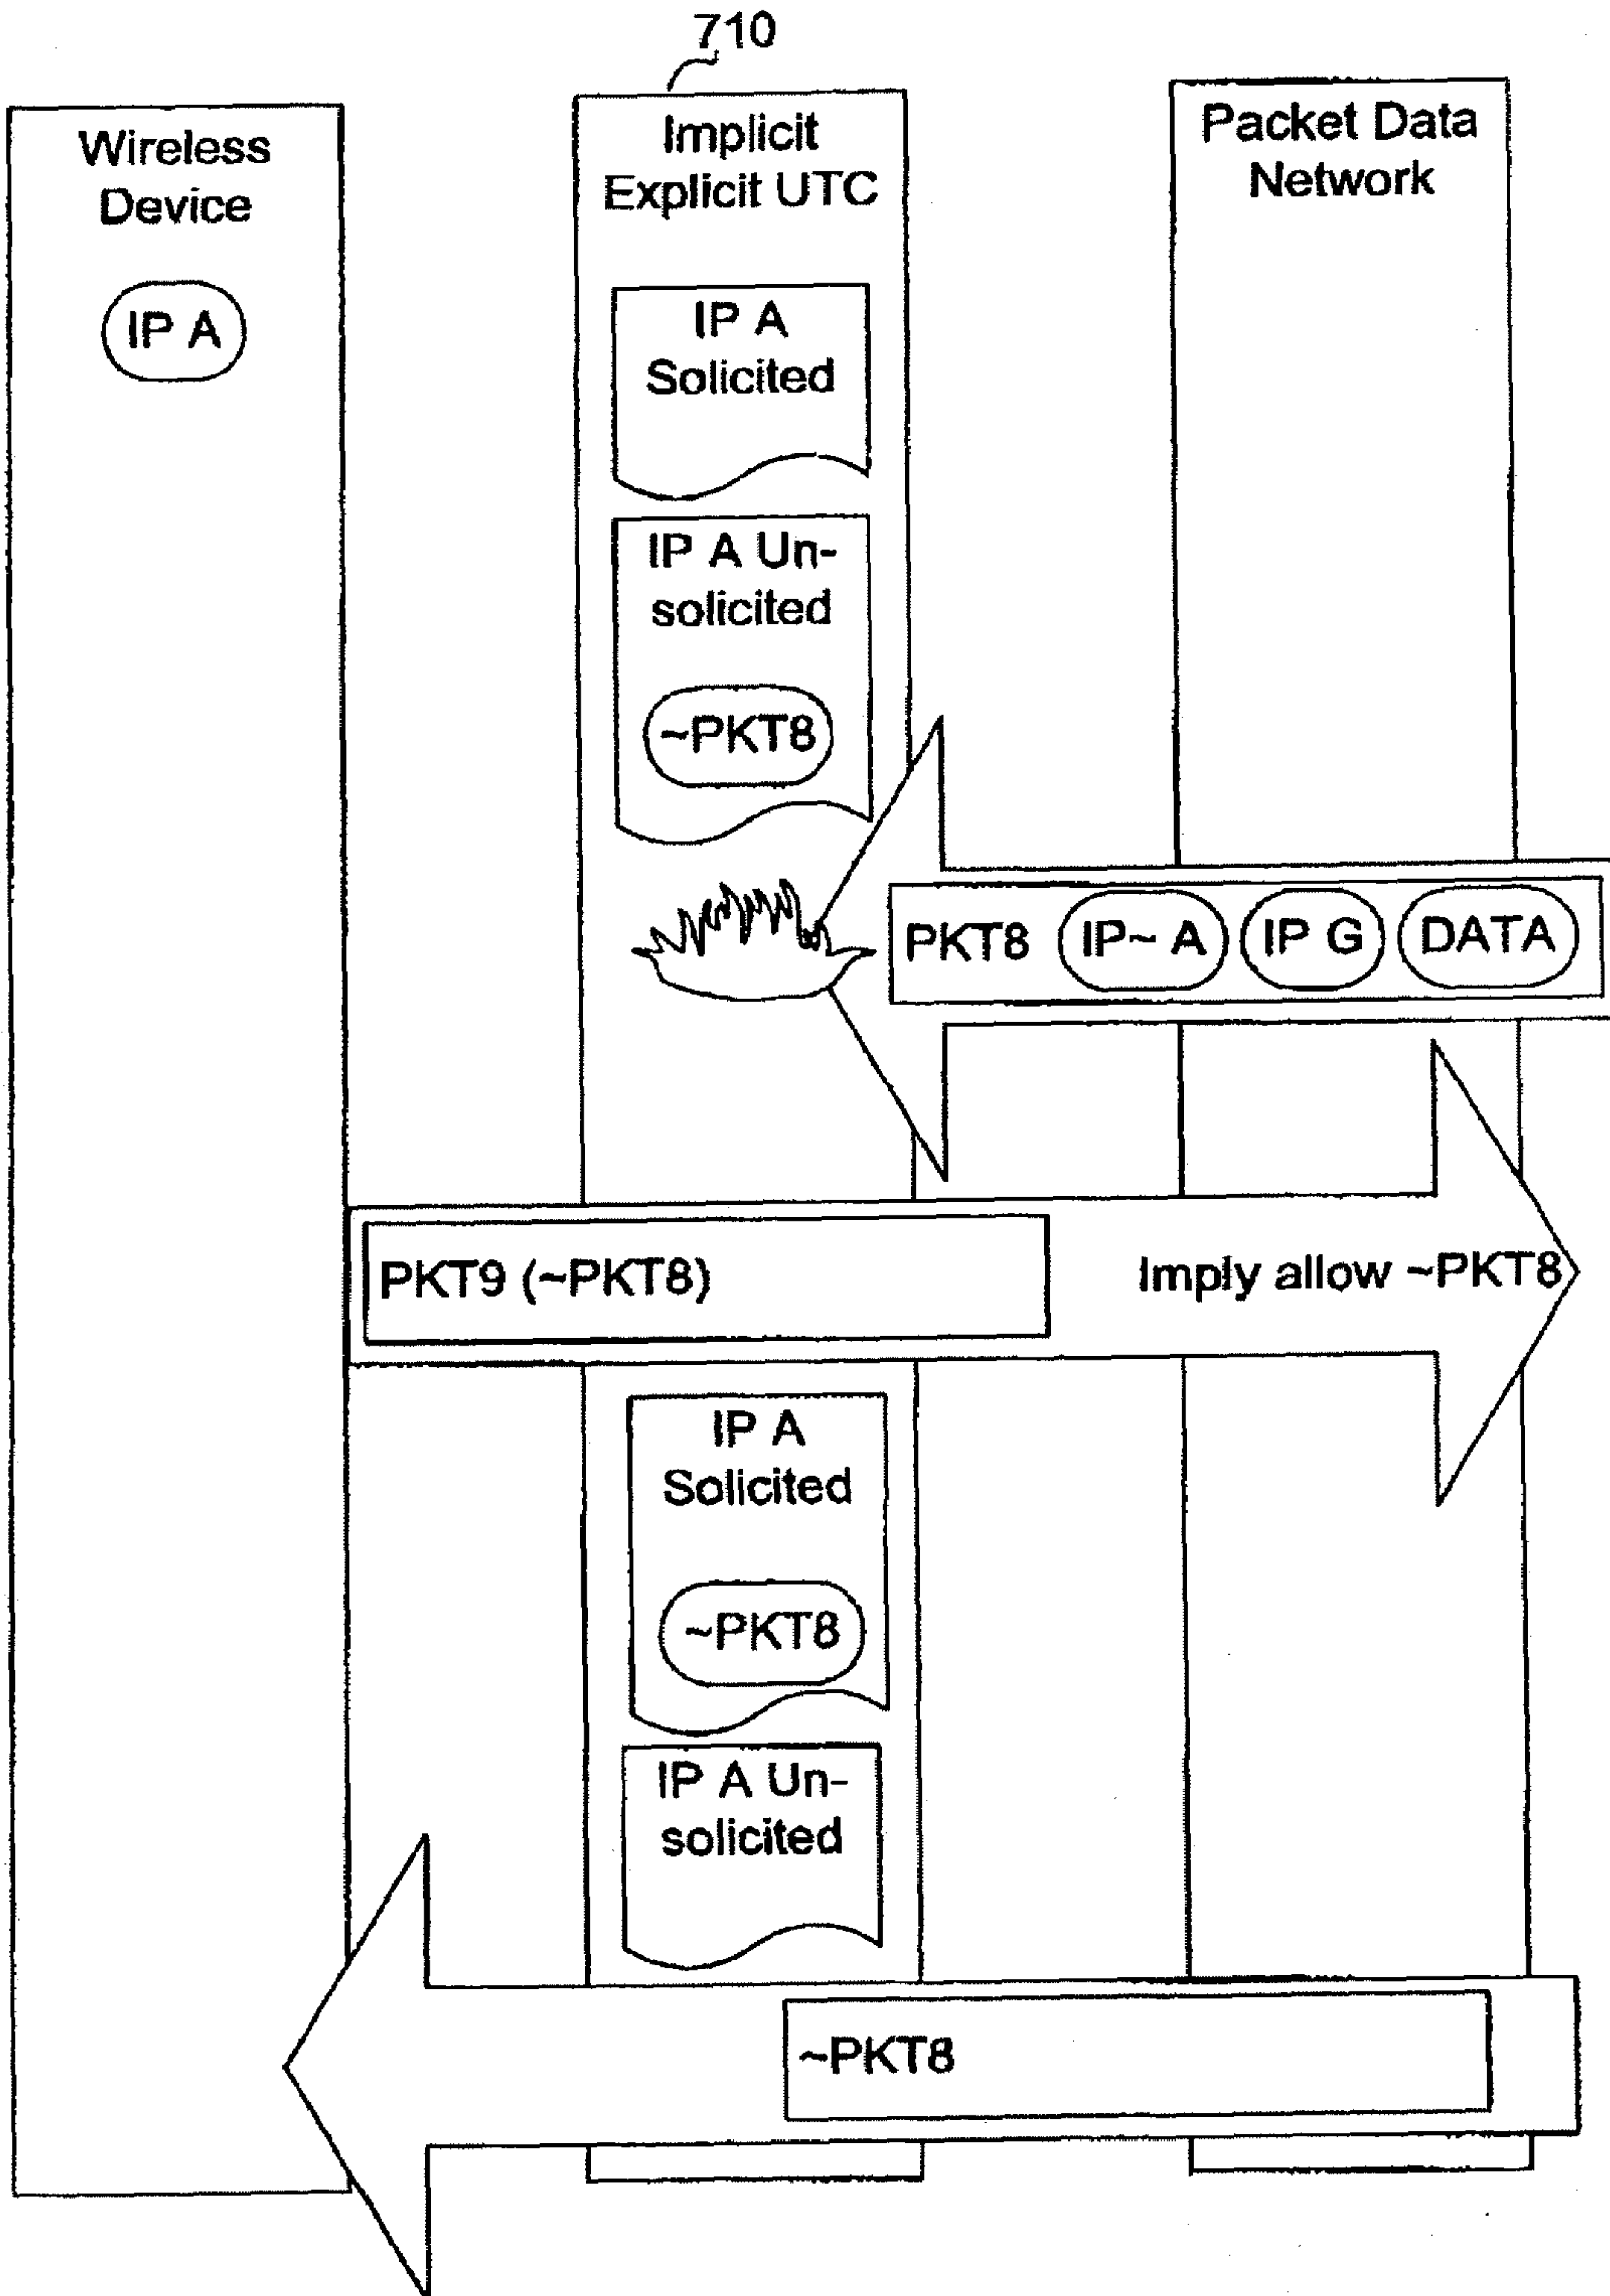 710
Wireless
Device
IP A
Implicit
Explicit UTC
Packet Data
Network
IP A
Solicited
IP A Un-
solicited
~PKT8
PKT8 IP~ A IP G DATA
PKT9 (~PKT8)
Imply allow ~PKT8
IP A
Solicited
~PKT8
IP A Un-
solicited
~PKT8